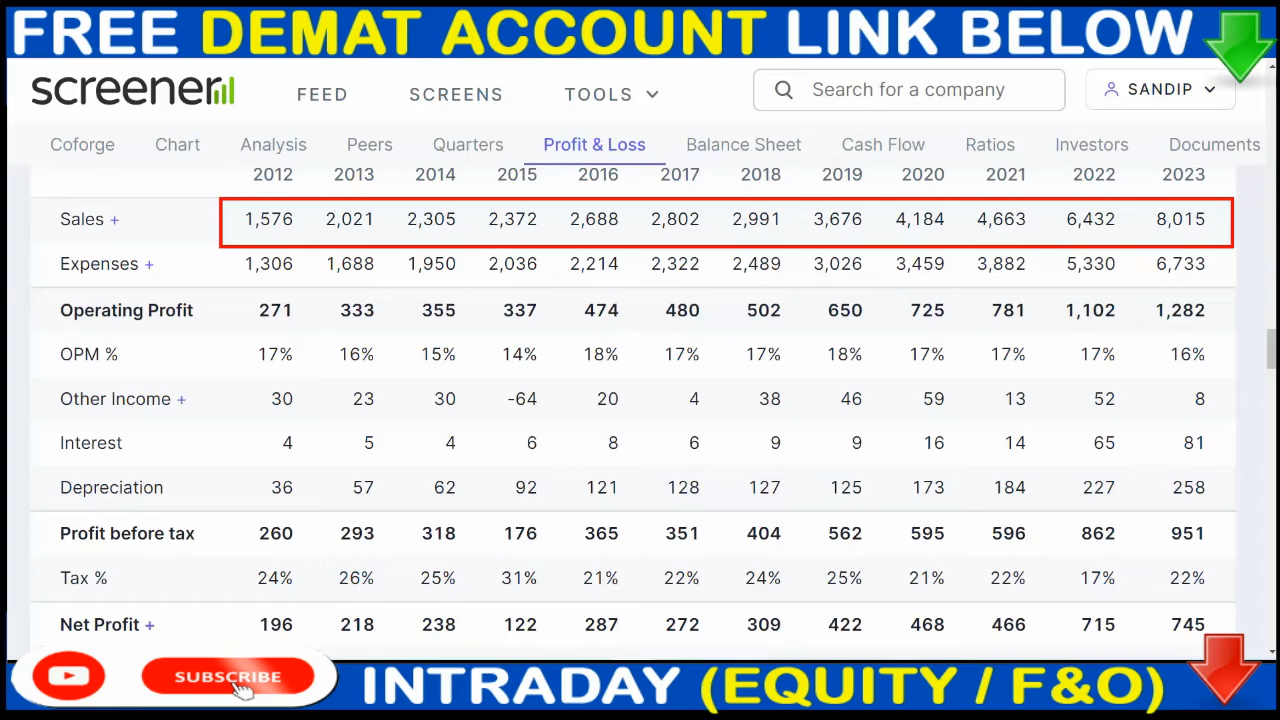 FREE DEMAT ACCOUNT LINK BELOW
screener FEED SCREENS TOOLS Search for a company SANDIP
Coforge Chart Analysis Peers Quarters Profit & Loss Balance Sheet Cash Flow Ratios Investors Documents
2012 2013 2014 2015 2016 2017 2018 2019 2020 2021 2022 2023
Sales + 1,576 2,021 2,305 2,372 2,688 2,802 2,991 3,676 4,184 4,663 6,432 8,015
Expenses + 1,306 1,688 1,950 2,036 2,214 2,322 2,489 3,026 3,459 3,882 5,330 6,733
Operating Profit 271 333 355 337 474 480 502 650 725 781 1,102 1,282
OPM % 17% 16% 15% 14% 18% 17% 17% 18% 17% 17% 17% 16%
Other Income + 30 23 30 -64 20 4 38 46 59 13 52 8
Interest 4 5 4 6 8 6 9 9 16 14 65 81
Depreciation 36 57 62 92 121 128 127 125 173 184 227 258
Profit before tax 260 293 318 176 365 351 404 562 595 596 862 951
Tax % 24% 26% 25% 31% 21% 22% 24% 25% 21% 22% 17% 22%
Net Profit + 196 218 238 122 287 272 309 422 468 466 715 745
SUBSCRIBE INTRADAY (EQUITY / F&O)